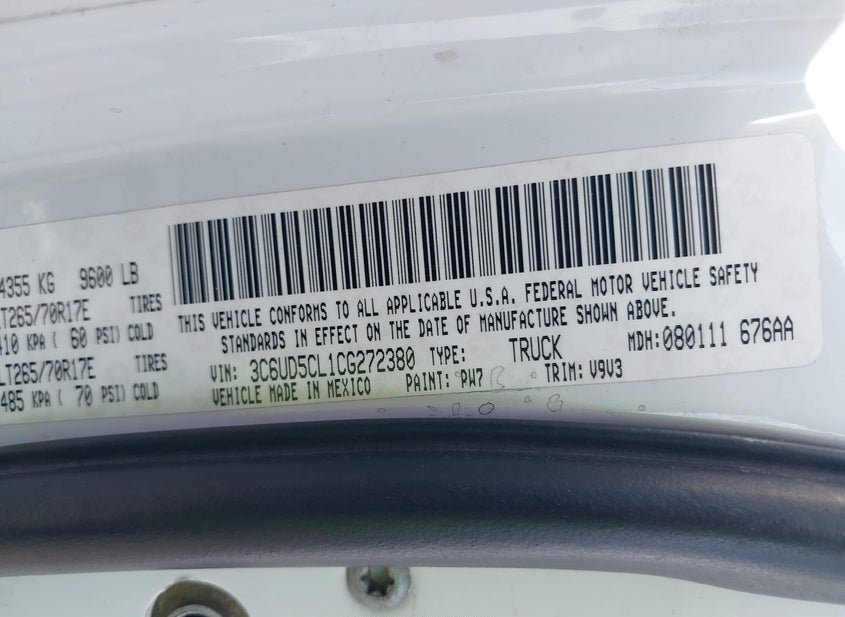 4355 KG 9600 LB
LT265/70R17E TIRES
410 KPA ( 60 PSI) COLD
LT265/70R17E TIRES
485 KPA ( 70 PSI) COLD
THIS VEHICLE CONFORMS TO ALL APPLICABLE U.S.A. FEDERAL MOTOR VEHICLE SAFETY
STANDARDS IN EFFECT ON THE DATE OF MANUFACTURE SHOWN ABOVE.
VIN: 3C6UD5CL1CG272380 TYPE: TRUCK MDH: 080111 676AA
VEHICLE MADE IN MEXICO PAINT: PW7 TRIM: V9V3